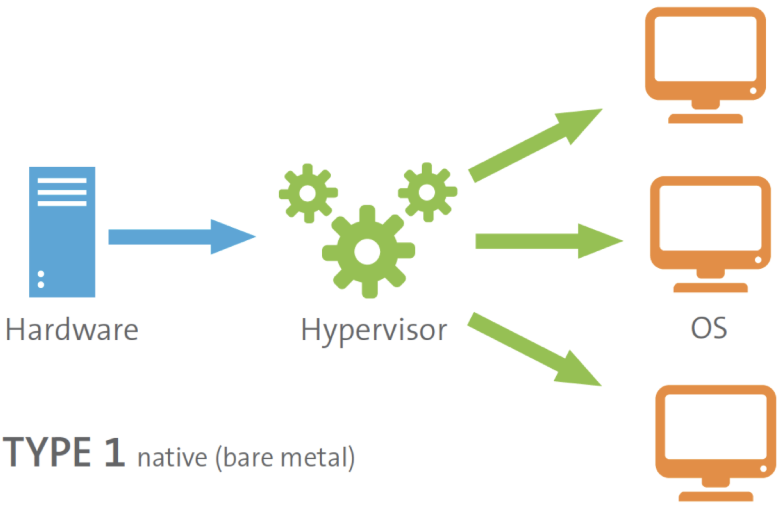 Hardware
Hypervisor
OS
TYPE 1 native (bare metal)